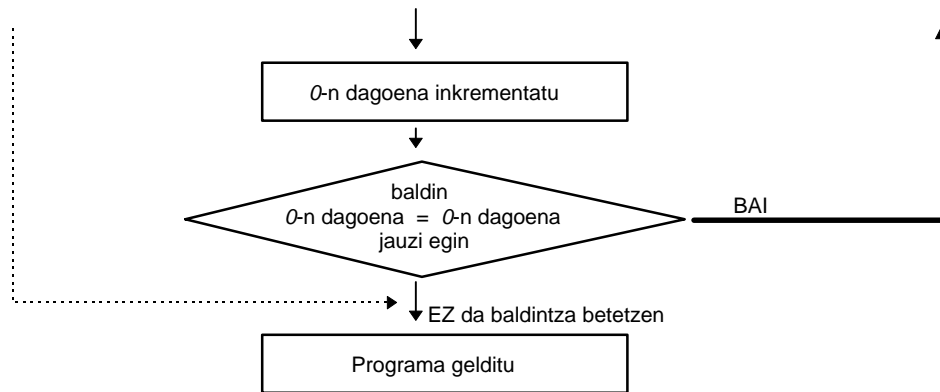 0-n dagoena inkrementatu
baldin
0-n dagoena = 0-n dagoena
jauzi egin
BAI
EZ da baldintza betetzen
Programa gelditu